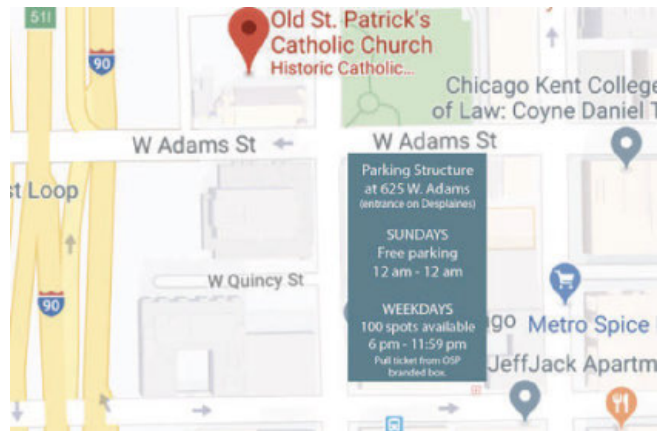 51I
90
Old St. Patrick's
Catholic Church
Historic Catholic...
Chicago Kent College
of Law: Coyne Daniel T
W Adams St
W Adams St
st Loop
Parking Structure
at 625 W. Adams
(entrance on Desplaines)
SUNDAYS
Free parking
12 am - 12 am
W Quincy St
90
WEEKDAYS
100 spots available
6 pm - 11:59 pm
Pull ticket from OSP
branded box.
go
Metro Spice
JeffJack Apartm